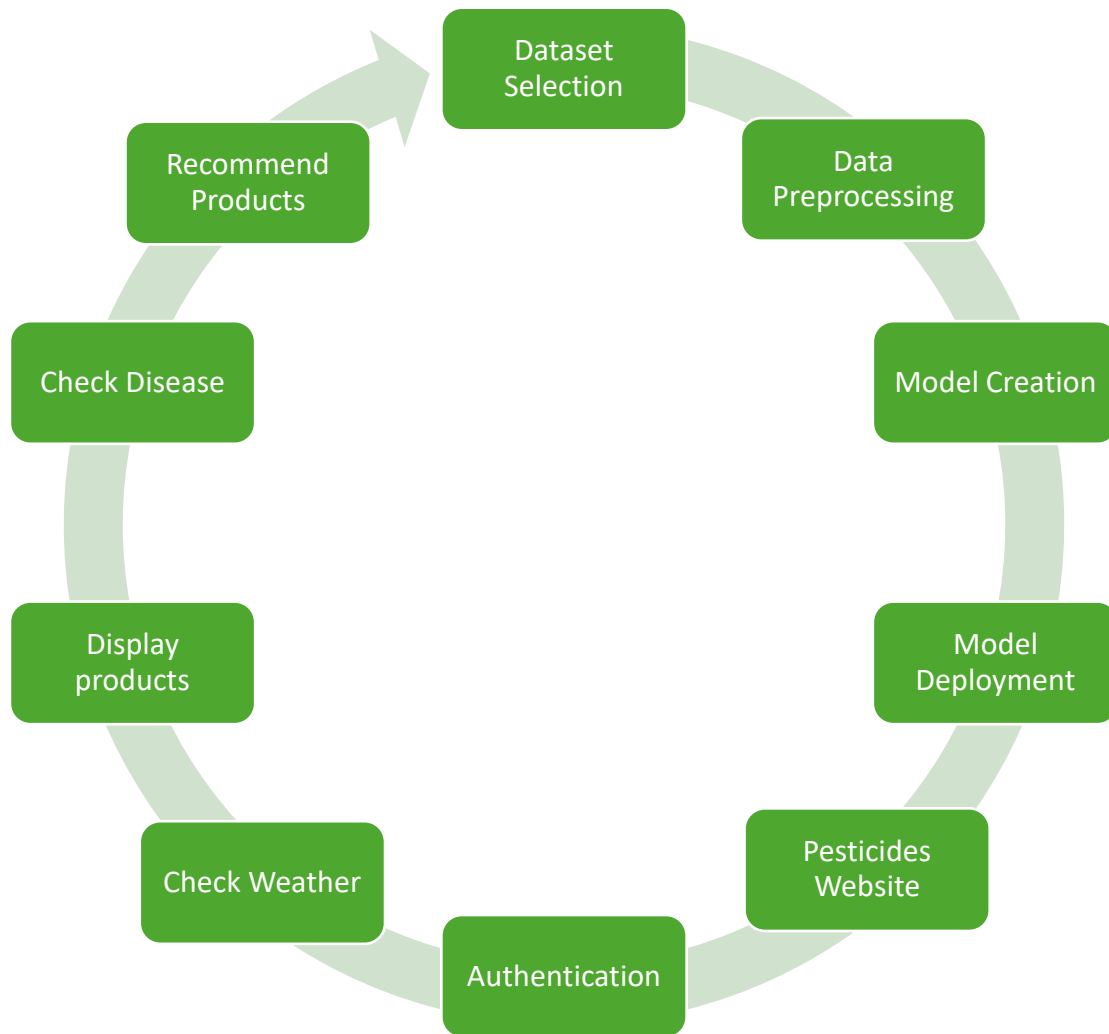 Dataset
Selection
Data
Preprocessing
Model Creation
Model
Deployment
Pesticides
Website
Authentication
Check Weather
Display
products
Check Disease
Recommend
Products